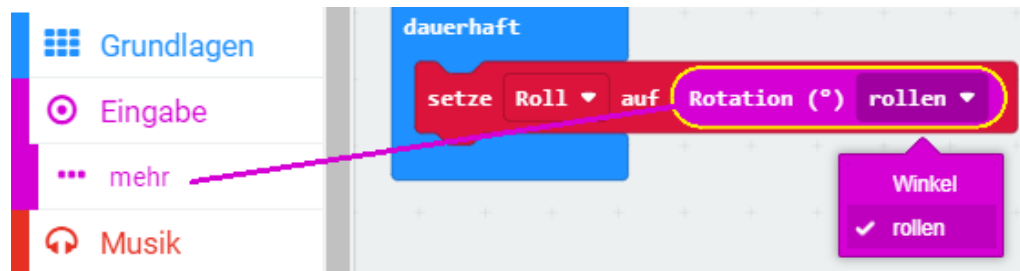 Grundlagen
Eingabe
mehr
Musik
dauerhaft
setze Roll auf Rotation (°) rollen
Winkel
rollen